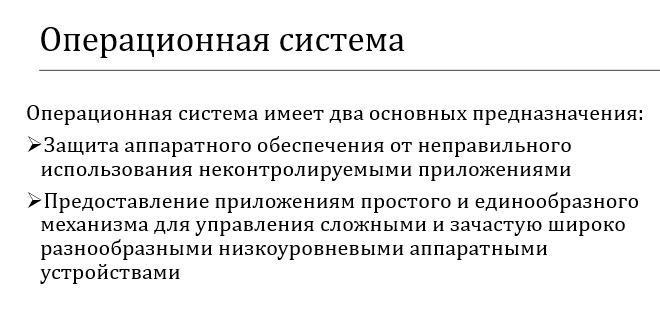 Операционная система
Операционная система имеет два основных предназначения:
➢Защита аппаратного обеспечения от неправильного
использования неконтролируемыми приложениями
➢Предоставление приложениям простого и единообразного
механизма для управления сложными и зачастую широко
разнообразными низкоуровневыми аппаратными
устройствами